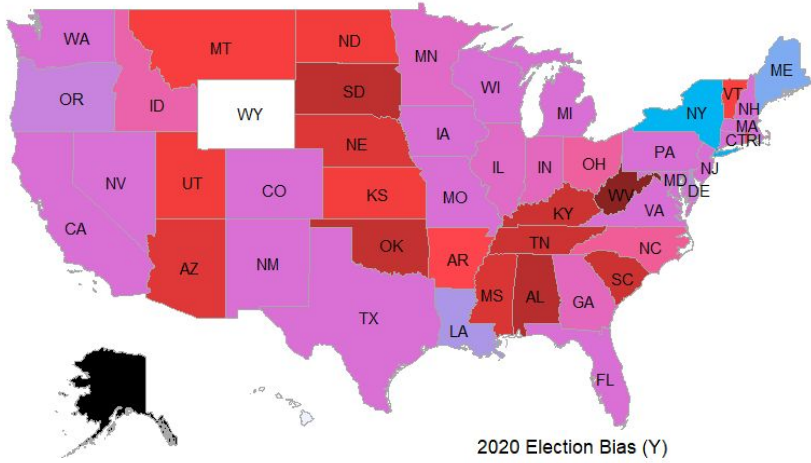 WA
MT
ND
MN
ME
OR
ID
SD
WI
VT
NH
WY
NY
MA
MI
CTRI
NE
IA
PA
NJ
NV
UT
CO
IL
IN
OH
MD
DE
CA
KS
MO
WV
VA
KY
AZ
NM
OK
AR
TN
NC
MS
AL
GA
SC
TX
LA
FL
2020 Election Bias (Y)